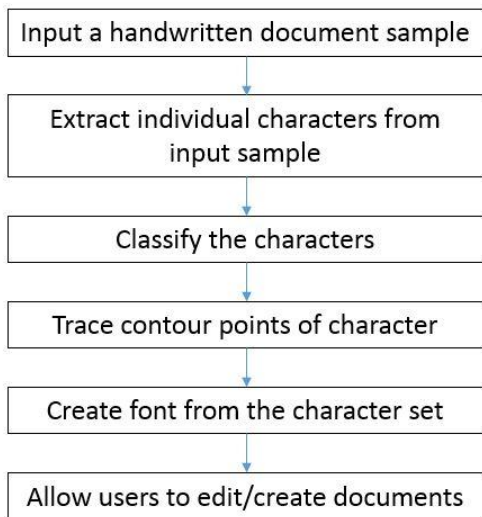 Input a handwritten document sample
Extract individual characters from
input sample
Classify the characters
Trace contour points of character
Create font from the character set
Allow users to edit/create documents